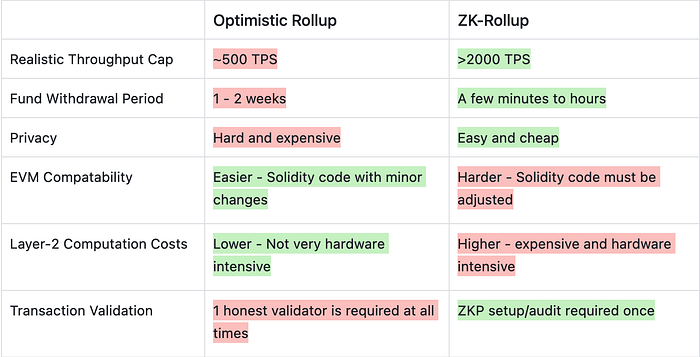 Optimistic Rollup ZK-Rollup
Realistic Throughput Cap ~500 TPS >2000 TPS
Fund Withdrawal Period 1 - 2 weeks A few minutes to hours
Privacy Hard and expensive Easy and cheap
EVM Compatability Easier - Solidity code with minor changes Harder - Solidity code must be adjusted
Layer-2 Computation Costs Lower - Not very hardware intensive Higher - expensive and hardware intensive
Transaction Validation 1 honest validator is required at all times ZKP setup/audit required once